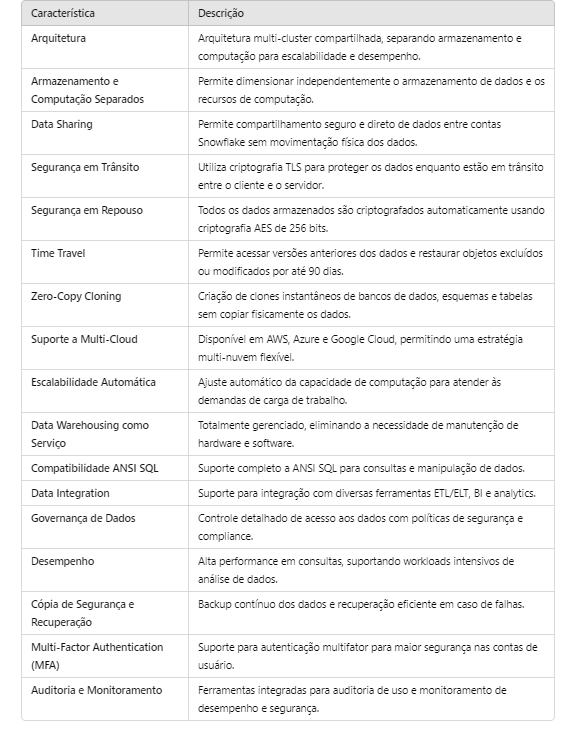 Característica Descrição
Arquitetura Arquitetura multi-cluster compartilhada, separando armazenamento e
computação para escalabilidade e desempenho.
Armazenamento e Permite dimensionar independentemente o armazenamento de dados e os
Computação Separados recursos de computação.
Data Sharing Permite compartilhamento seguro e direto de dados entre contas
Snowflake sem movimentação física dos dados.
Segurança em Trânsito Utiliza criptografia TLS para proteger os dados enquanto estão em trânsito
entre o cliente e o servidor.
Segurança em Repouso Todos os dados armazenados são criptografados automaticamente usando
criptografia AES de 256 bits.
Time Travel Permite acessar versões anteriores dos dados e restaurar objetos excluídos
ou modificados por até 90 dias.
Zero-Copy Cloning Criação de clones instantâneos de bancos de dados, esquemas e tabelas
sem copiar fisicamente os dados.
Suporte a Multi-Cloud Disponível em AWS, Azure e Google Cloud, permitindo uma estratégia
multi-nuvem flexível.
Escalabilidade Automática Ajuste automático da capacidade de computação para atender às
demandas de carga de trabalho.
Data Warehousing como Totalmente gerenciado, eliminando a necessidade de manutenção de
Serviço hardware e software.
Compatibilidade ANSI SQL Suporte completo a ANSI SQL para consultas e manipulação de dados.
Data Integration Suporte para integração com diversas ferramentas ETL/ELT, BI e analytics.
Governança de Dados Controle detalhado de acesso aos dados com políticas de segurança e
compliance.
Desempenho Alta performance em consultas, suportando workloads intensivos de
análise de dados.
Cópia de Segurança e Backup contínuo dos dados e recuperação eficiente em caso de falhas.
Recuperação
Multi-Factor Authentication Suporte para autenticação multifator para maior segurança nas contas de
(MFA) usuário.
Auditoria e Monitoramento Ferramentas integradas para auditoria de uso e monitoramento de
desempenho e segurança.